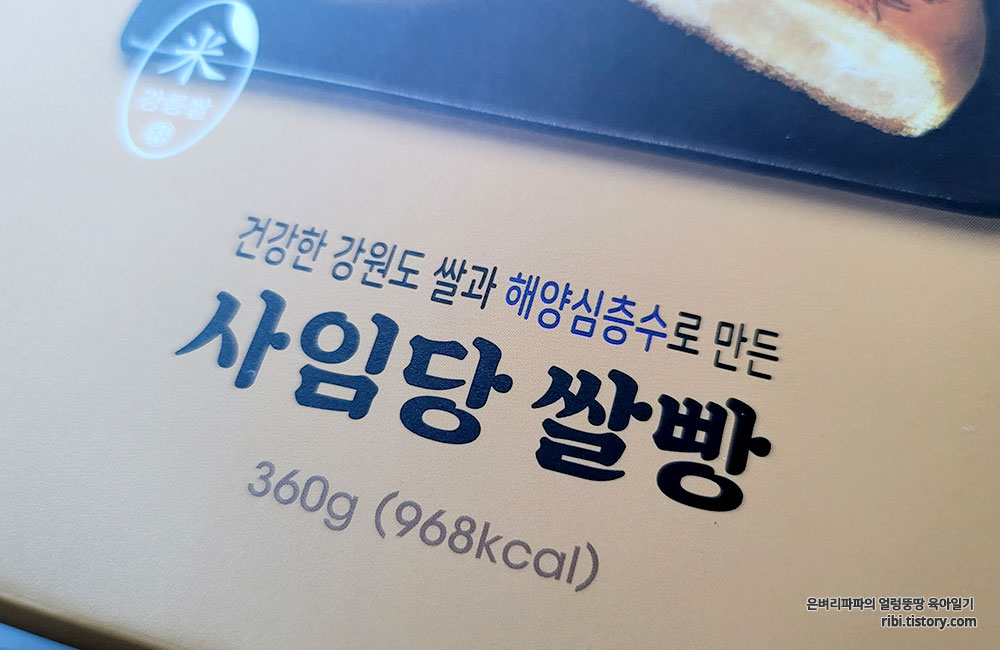 米
강릉쌀
건강한 강원도 쌀과 해양심층수로 만든
사임당 쌀빵
360g (968kcal)
은벼리파파의 얼렁뚱땅 육아일기
ribi.tistory.com